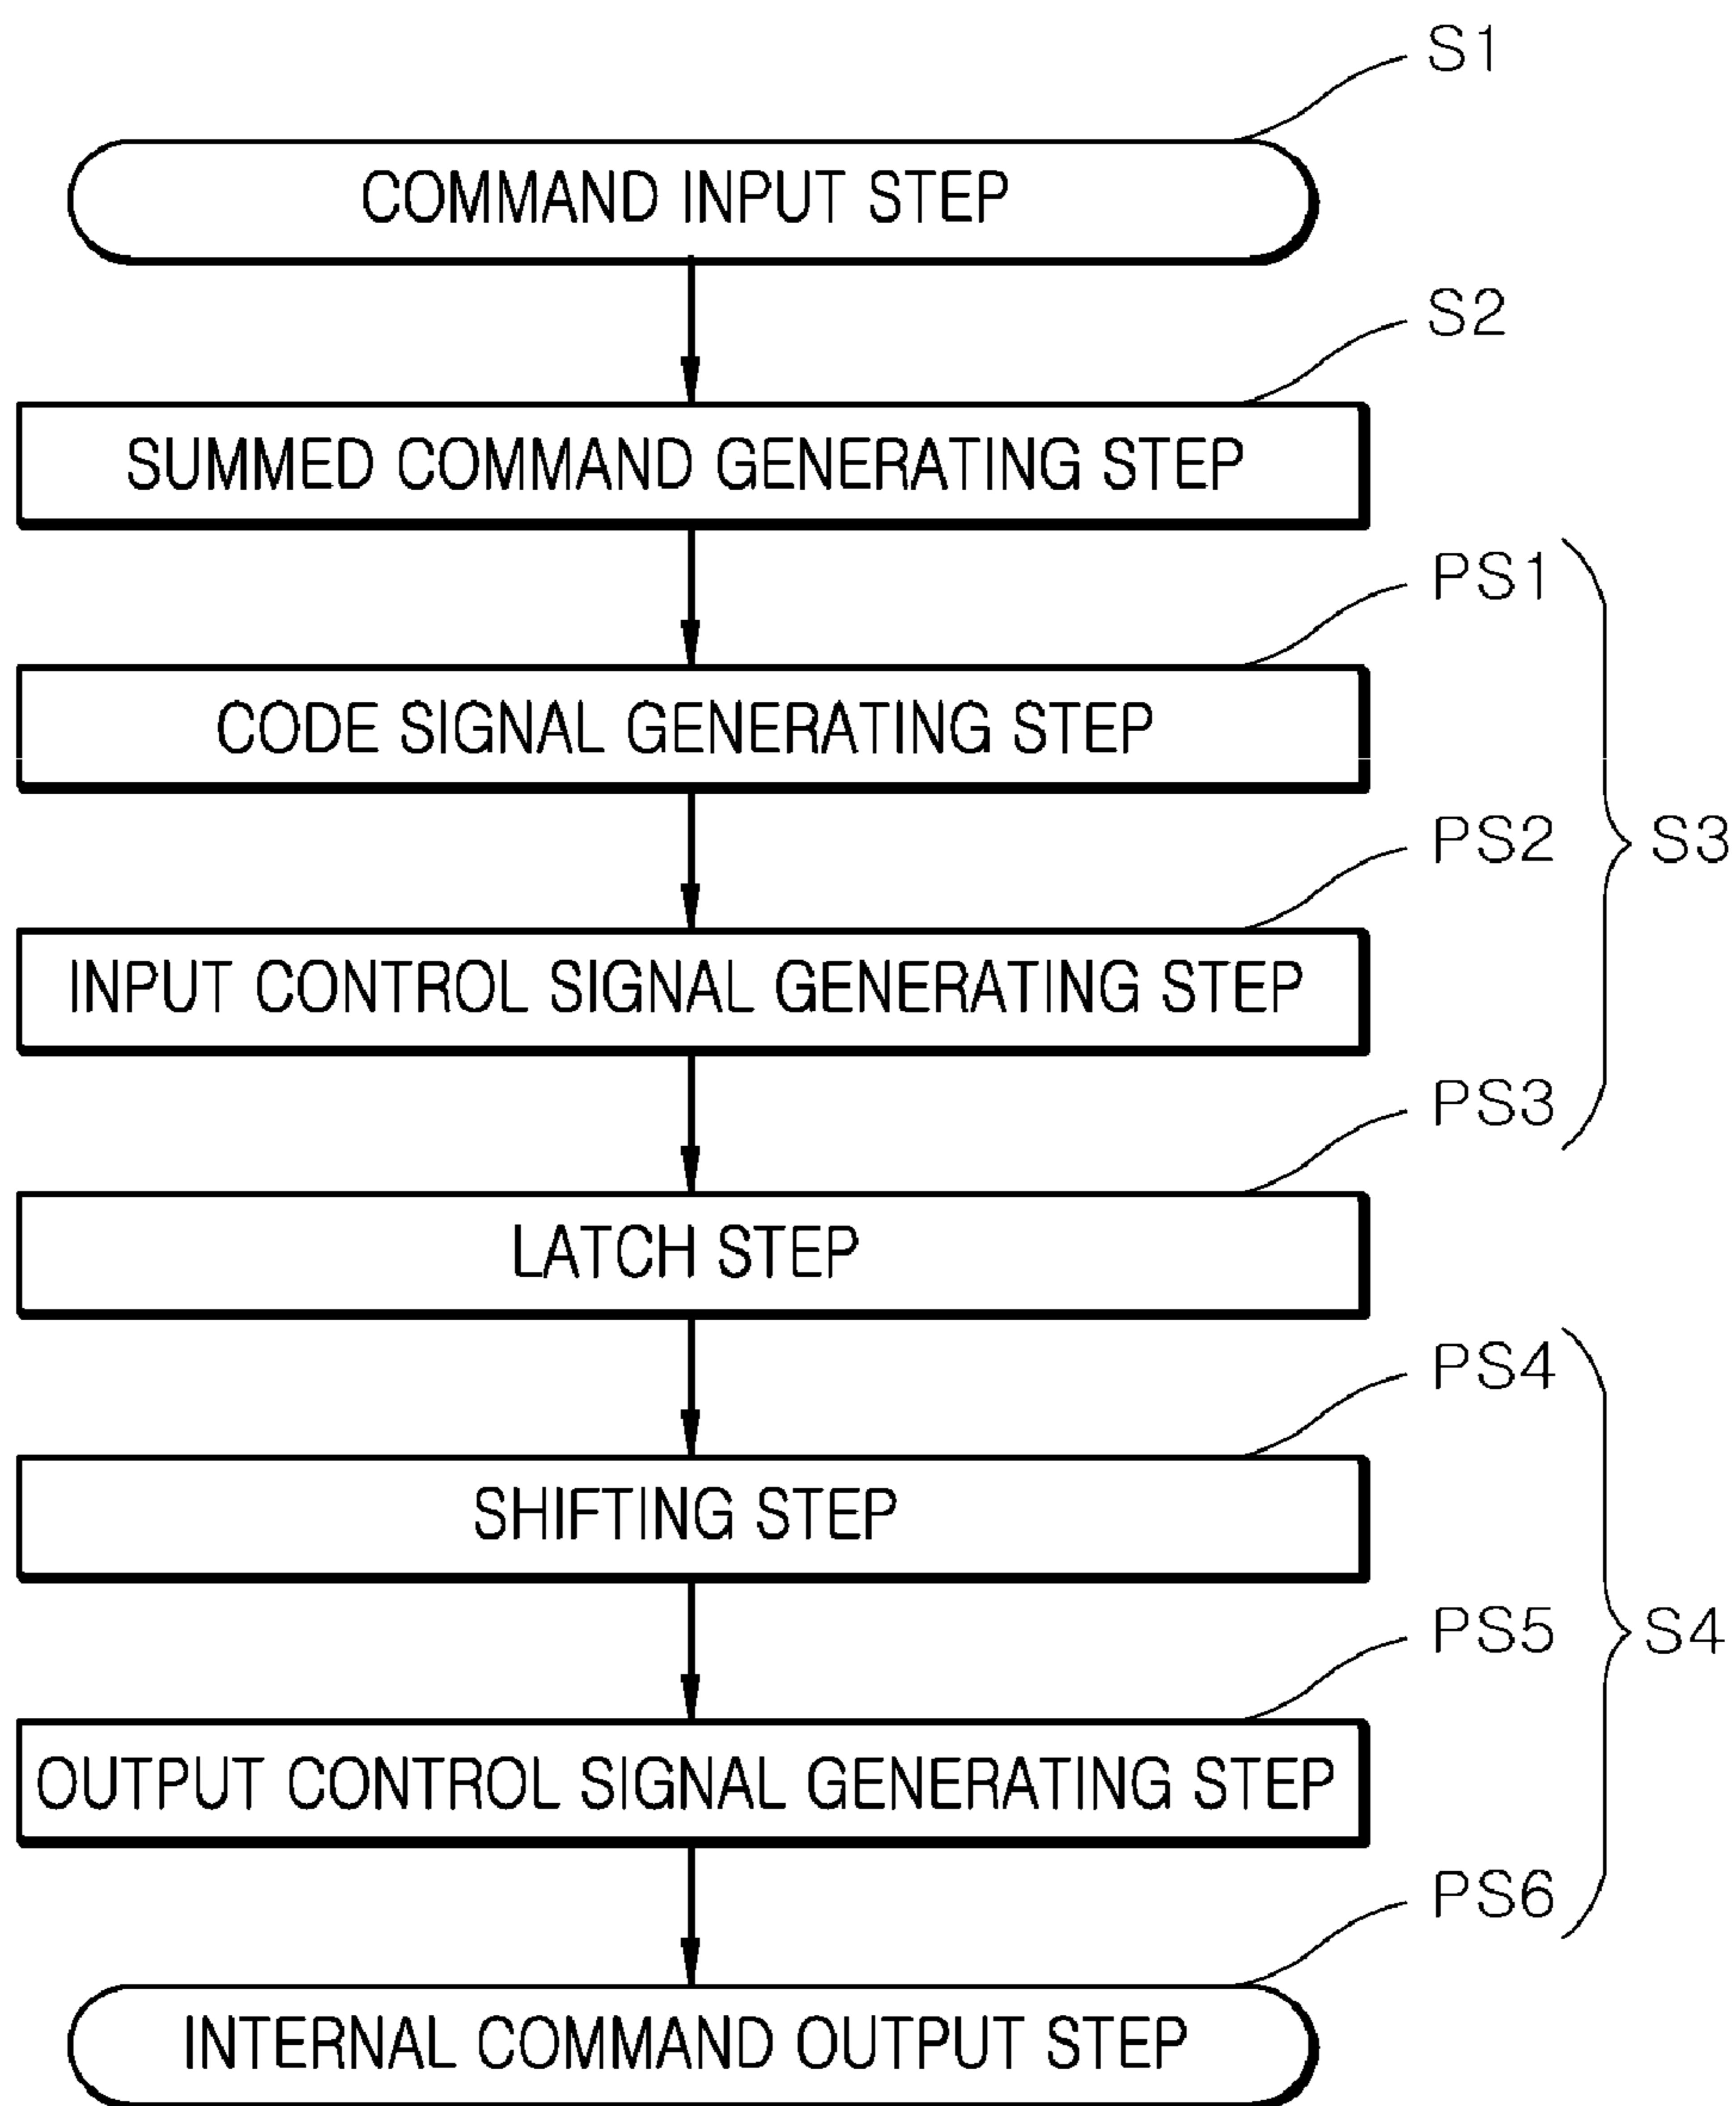 S1
COMMAND INPUT STEP
S2
SUMMED COMMAND GENERATING STEP
PS1
CODE SIGNAL GENERATING STEP
PS2
S3
INPUT CONTROL SIGNAL GENERATING STEP
PS3
LATCH STEP
PS4
SHIFTING STEP
PS5
S4
OUTPUT CONTROL SIGNAL GENERATING STEP
PS6
INTERNAL COMMAND OUTPUT STEP